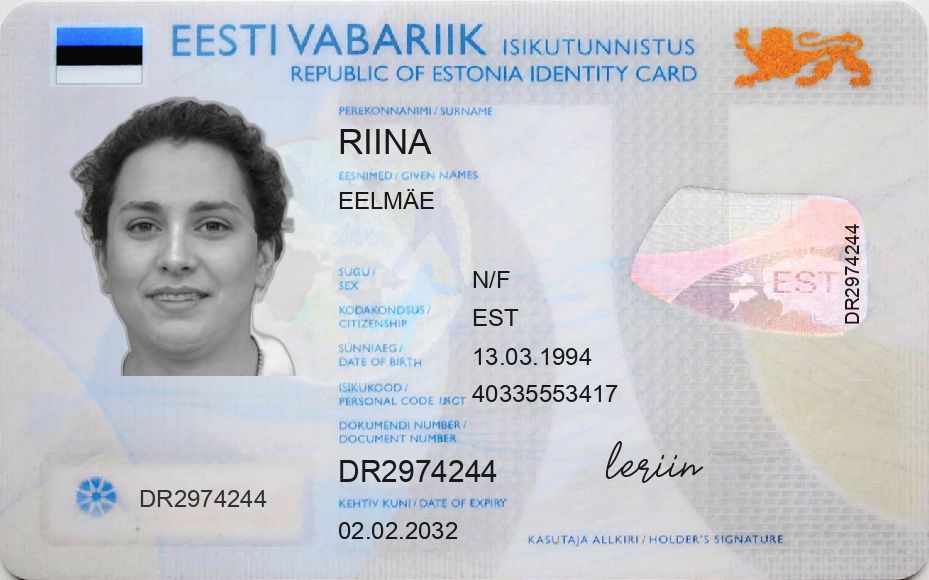 EESTI VABARIIK ISIKUTUNNISTUS
REPUBLIC OF ESTONIA IDENTITY CARD
PEREKONNANIMI / SURNAME
RIINA
EESNIMED / GIVEN NAMES
EELMÄE
SUGU /
SEX
N/F
KODAKONDSUS /
CITIZENSHIP
EST
SÜNNIAEG /
DATE OF BIRTH
13.03.1994
ISIKUKOOD /
PERSONAL CODE
40335553417
DOKUMENDI NUMBER /
DOCUMENT NUMBER
DR2974244
KEHTIV KUNI / DATE OF EXPIRY
02.02.2032
DR2974244
EST
DR2974244
leriin
KASUTAJA ALLKIRI / HOLDER'S SIGNATURE